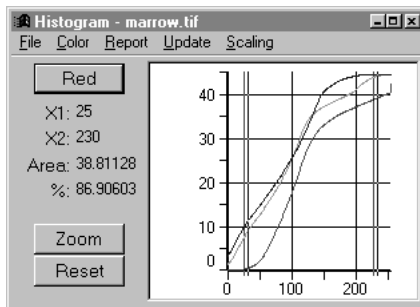 Histogram - marrow.tif
File Color Report Update Scaling
Red
X1: 25
X2: 230
Area: 38.81128
%: 86.90603
Zoom
Reset
40
30
20
10
0
0 100 200